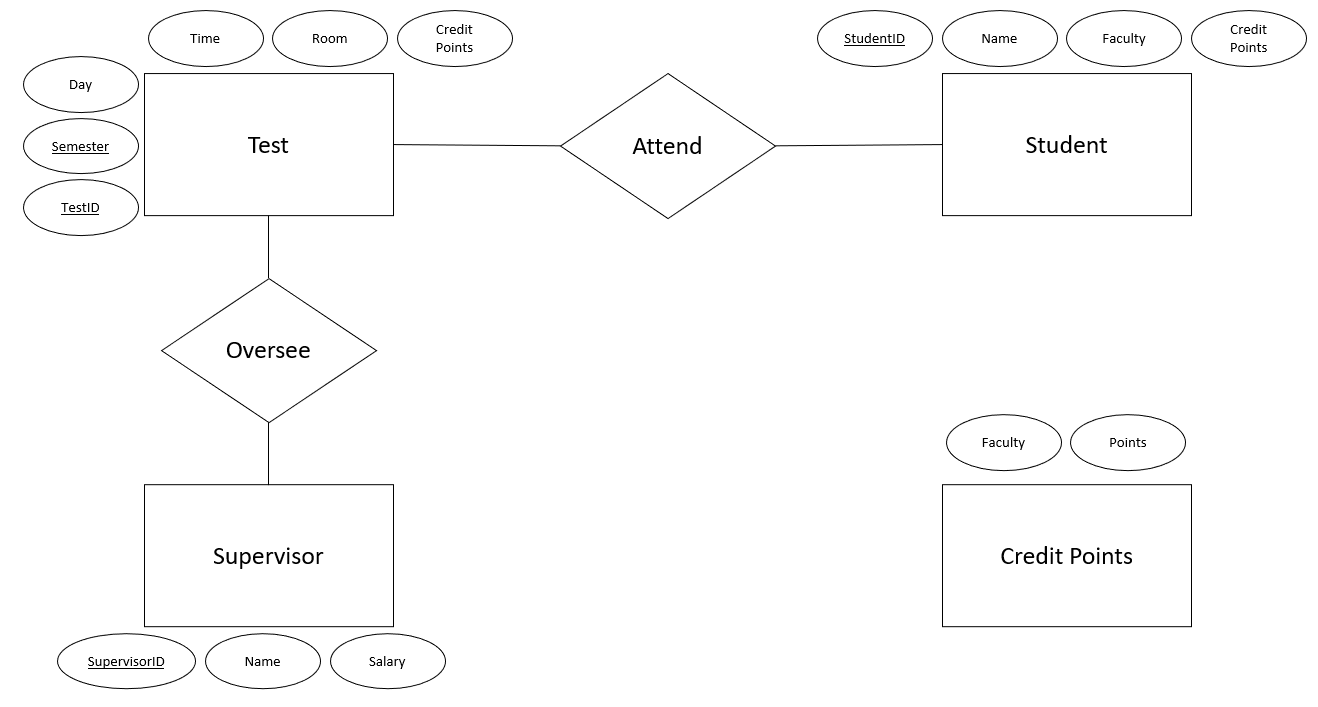 Time
Room
Credit
Points
StudentID
Name
Faculty
Credit
Points
Day
Semester
TestID
Test
Attend
Student
Oversee
Faculty
Points
Supervisor
Credit Points
SupervisorID
Name
Salary